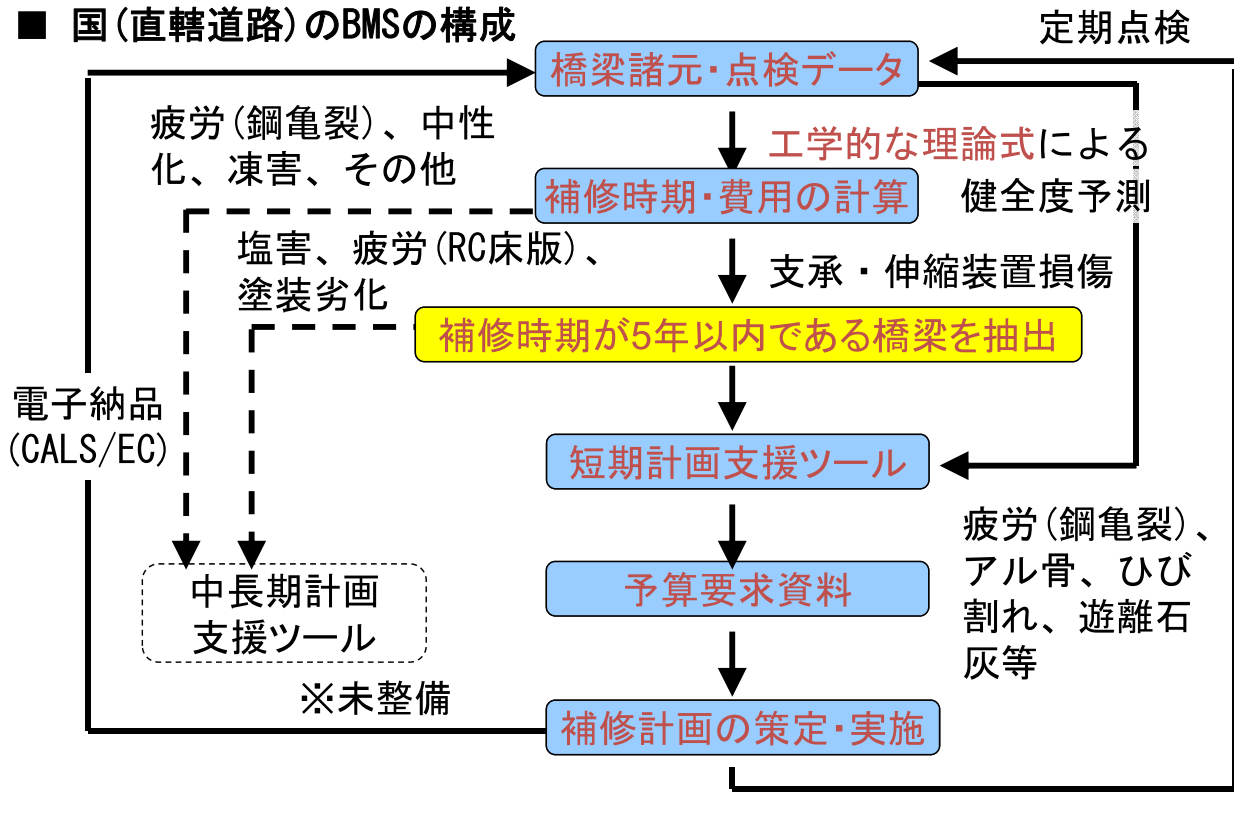 ■ 国(直轄道路)のBMSの構成
定期点検
橋梁諸元・点検データ
疲労(鋼亀裂)、中性
化、凍害、その他
工学的な理論式による
健全度予測
補修時期・費用の計算
塩害、疲労(RC床版)、
塗装劣化
支承・伸縮装置損傷
補修時期が5年以内である橋梁を抽出
電子納品
(CALS/EC)
短期計画支援ツール
疲労(鋼亀裂)、
アル骨、ひび
割れ、遊離石
灰等
中長期計画
支援ツール
予算要求資料
※未整備
補修計画の策定・実施